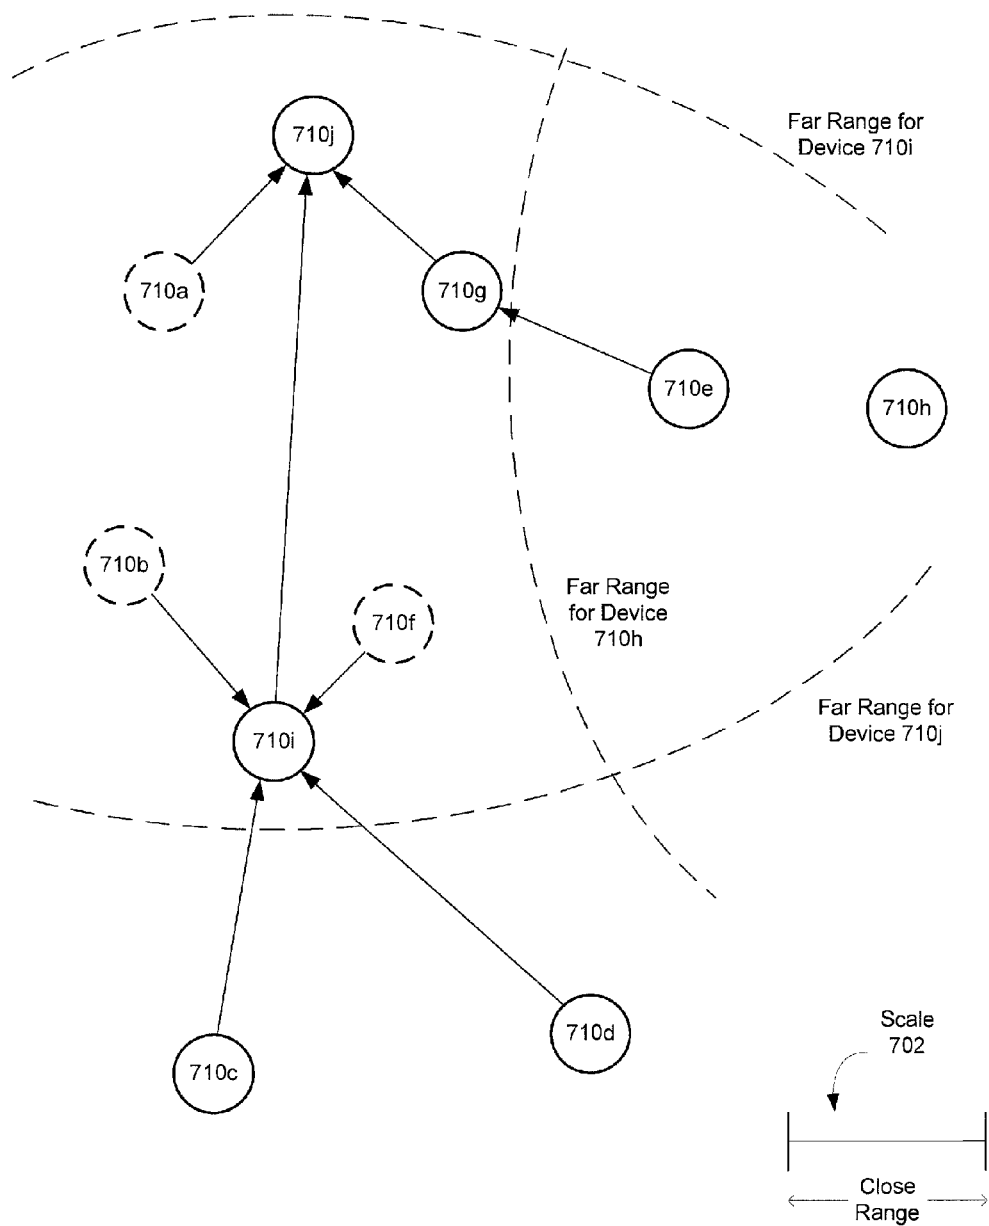 Far Range for
Device 710i
710j
710a
710g
710e
710h
710b
710f
Far Range
for Device
710h
710i
Far Range for
Device 710j
710c
710d
Scale
702
Close
Range